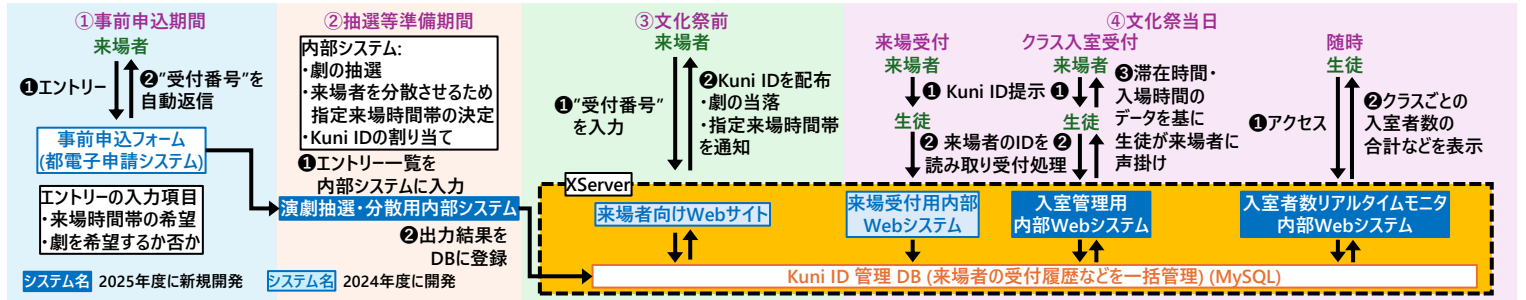 ①事前申込期間
来場者
❶エントリー
❷”受付番号”を
自動返信
事前申込フォーム
(都電子申請システム)
エントリーの入力項目
・来場時間帯の希望
・劇を希望するか否か
システム名 2025年度に新規開発
システム名 2024年度に開発
②抽選等準備期間
内部システム:
・劇の抽選
・来場者を分散させるため
指定来場時間帯の決定
・Kuni IDの割り当て
❶エントリー一覧を
内部システムに入力
演劇抽選・分散用内部システム
❷出力結果を
DBに登録
③文化祭前
来場者
❶”受付番号”
を入力
❷Kuni IDを配布
・劇の当落
・指定来場時間帯
を通知
XServer
来場者向けWebサイト
④文化祭当日
来場受付
来場者
クラス入室受付
来場者
❶ Kuni ID提示 ❶
生徒
生徒
❷ 来場者のIDを ❷
読み取り受付処理
❸滞在時間・
入場時間の
データを基に
生徒が来場者に
声掛け
随時
生徒
❶アクセス
❷クラスごとの
入室者数の
合計などを表示
来場受付用内部
Webシステム
入室管理用
内部Webシステム
入室者数リアルタイムモニタ
内部Webシステム
Kuni ID 管理 DB (来場者の受付履歴などを一括管理) (MySQL)